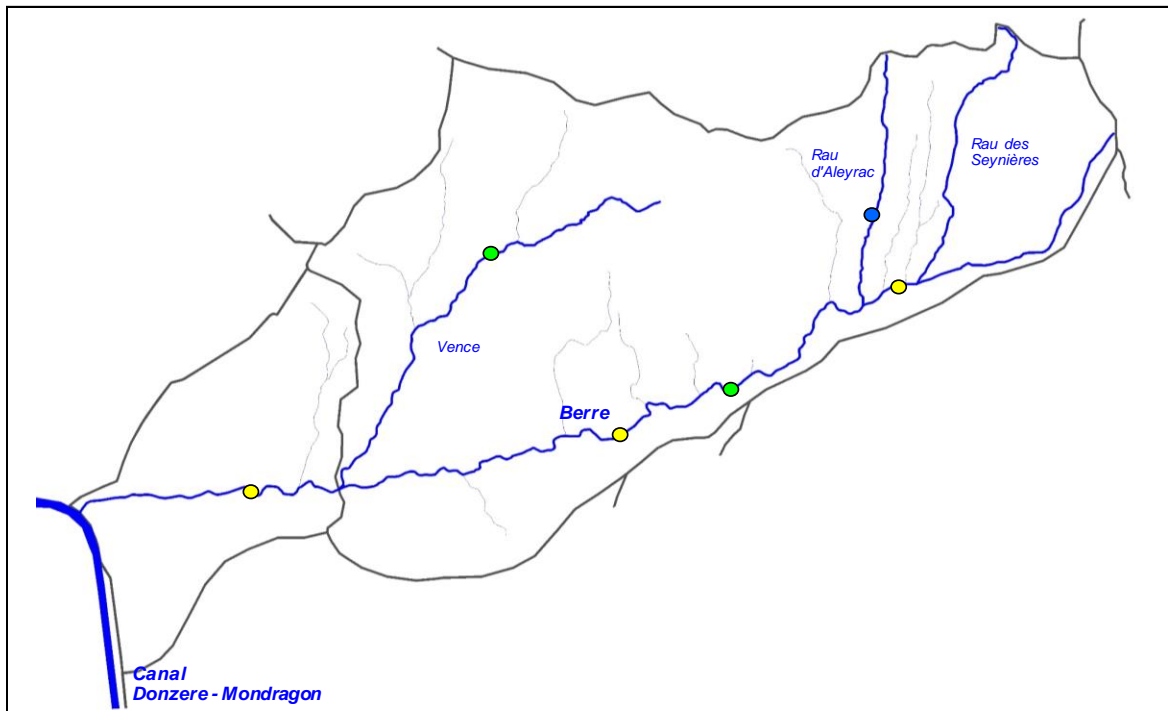 Rau
d'Aleyrac
Rau des
Seynières
Vence
Berre
Canal
Donzere - Mondragon